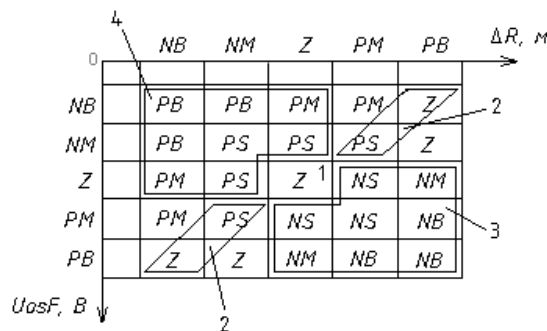 4
NB NM Z PM PB ΔR, м
0
NB PB PB PM PM Z 2
NM PB PS PS PS Z
Z PM PS Z 1 NS NM
PM PM PS NS NS NB 3
PB Z Z NM NB NB
UosF, В 2